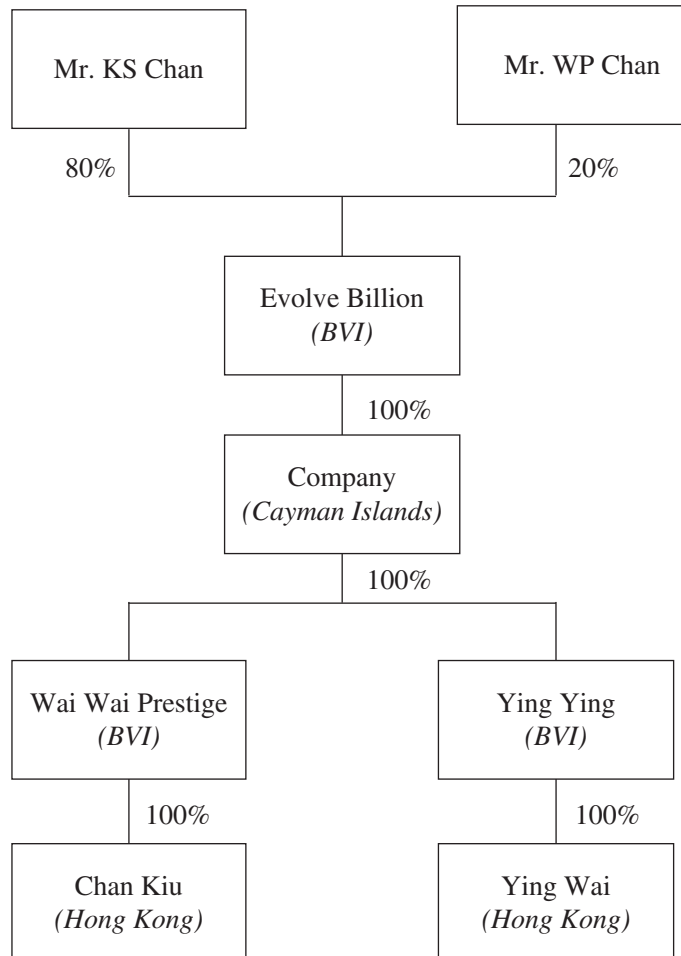 Mr. KS Chan
Mr. WP Chan
80%
20%
Evolve Billion
(BVI)
100%
Company
(Cayman Islands)
100%
Wai Wai Prestige
(BVI)
Ying Ying
(BVI)
100%
100%
Chan Kiu
(Hong Kong)
Ying Wai
(Hong Kong)